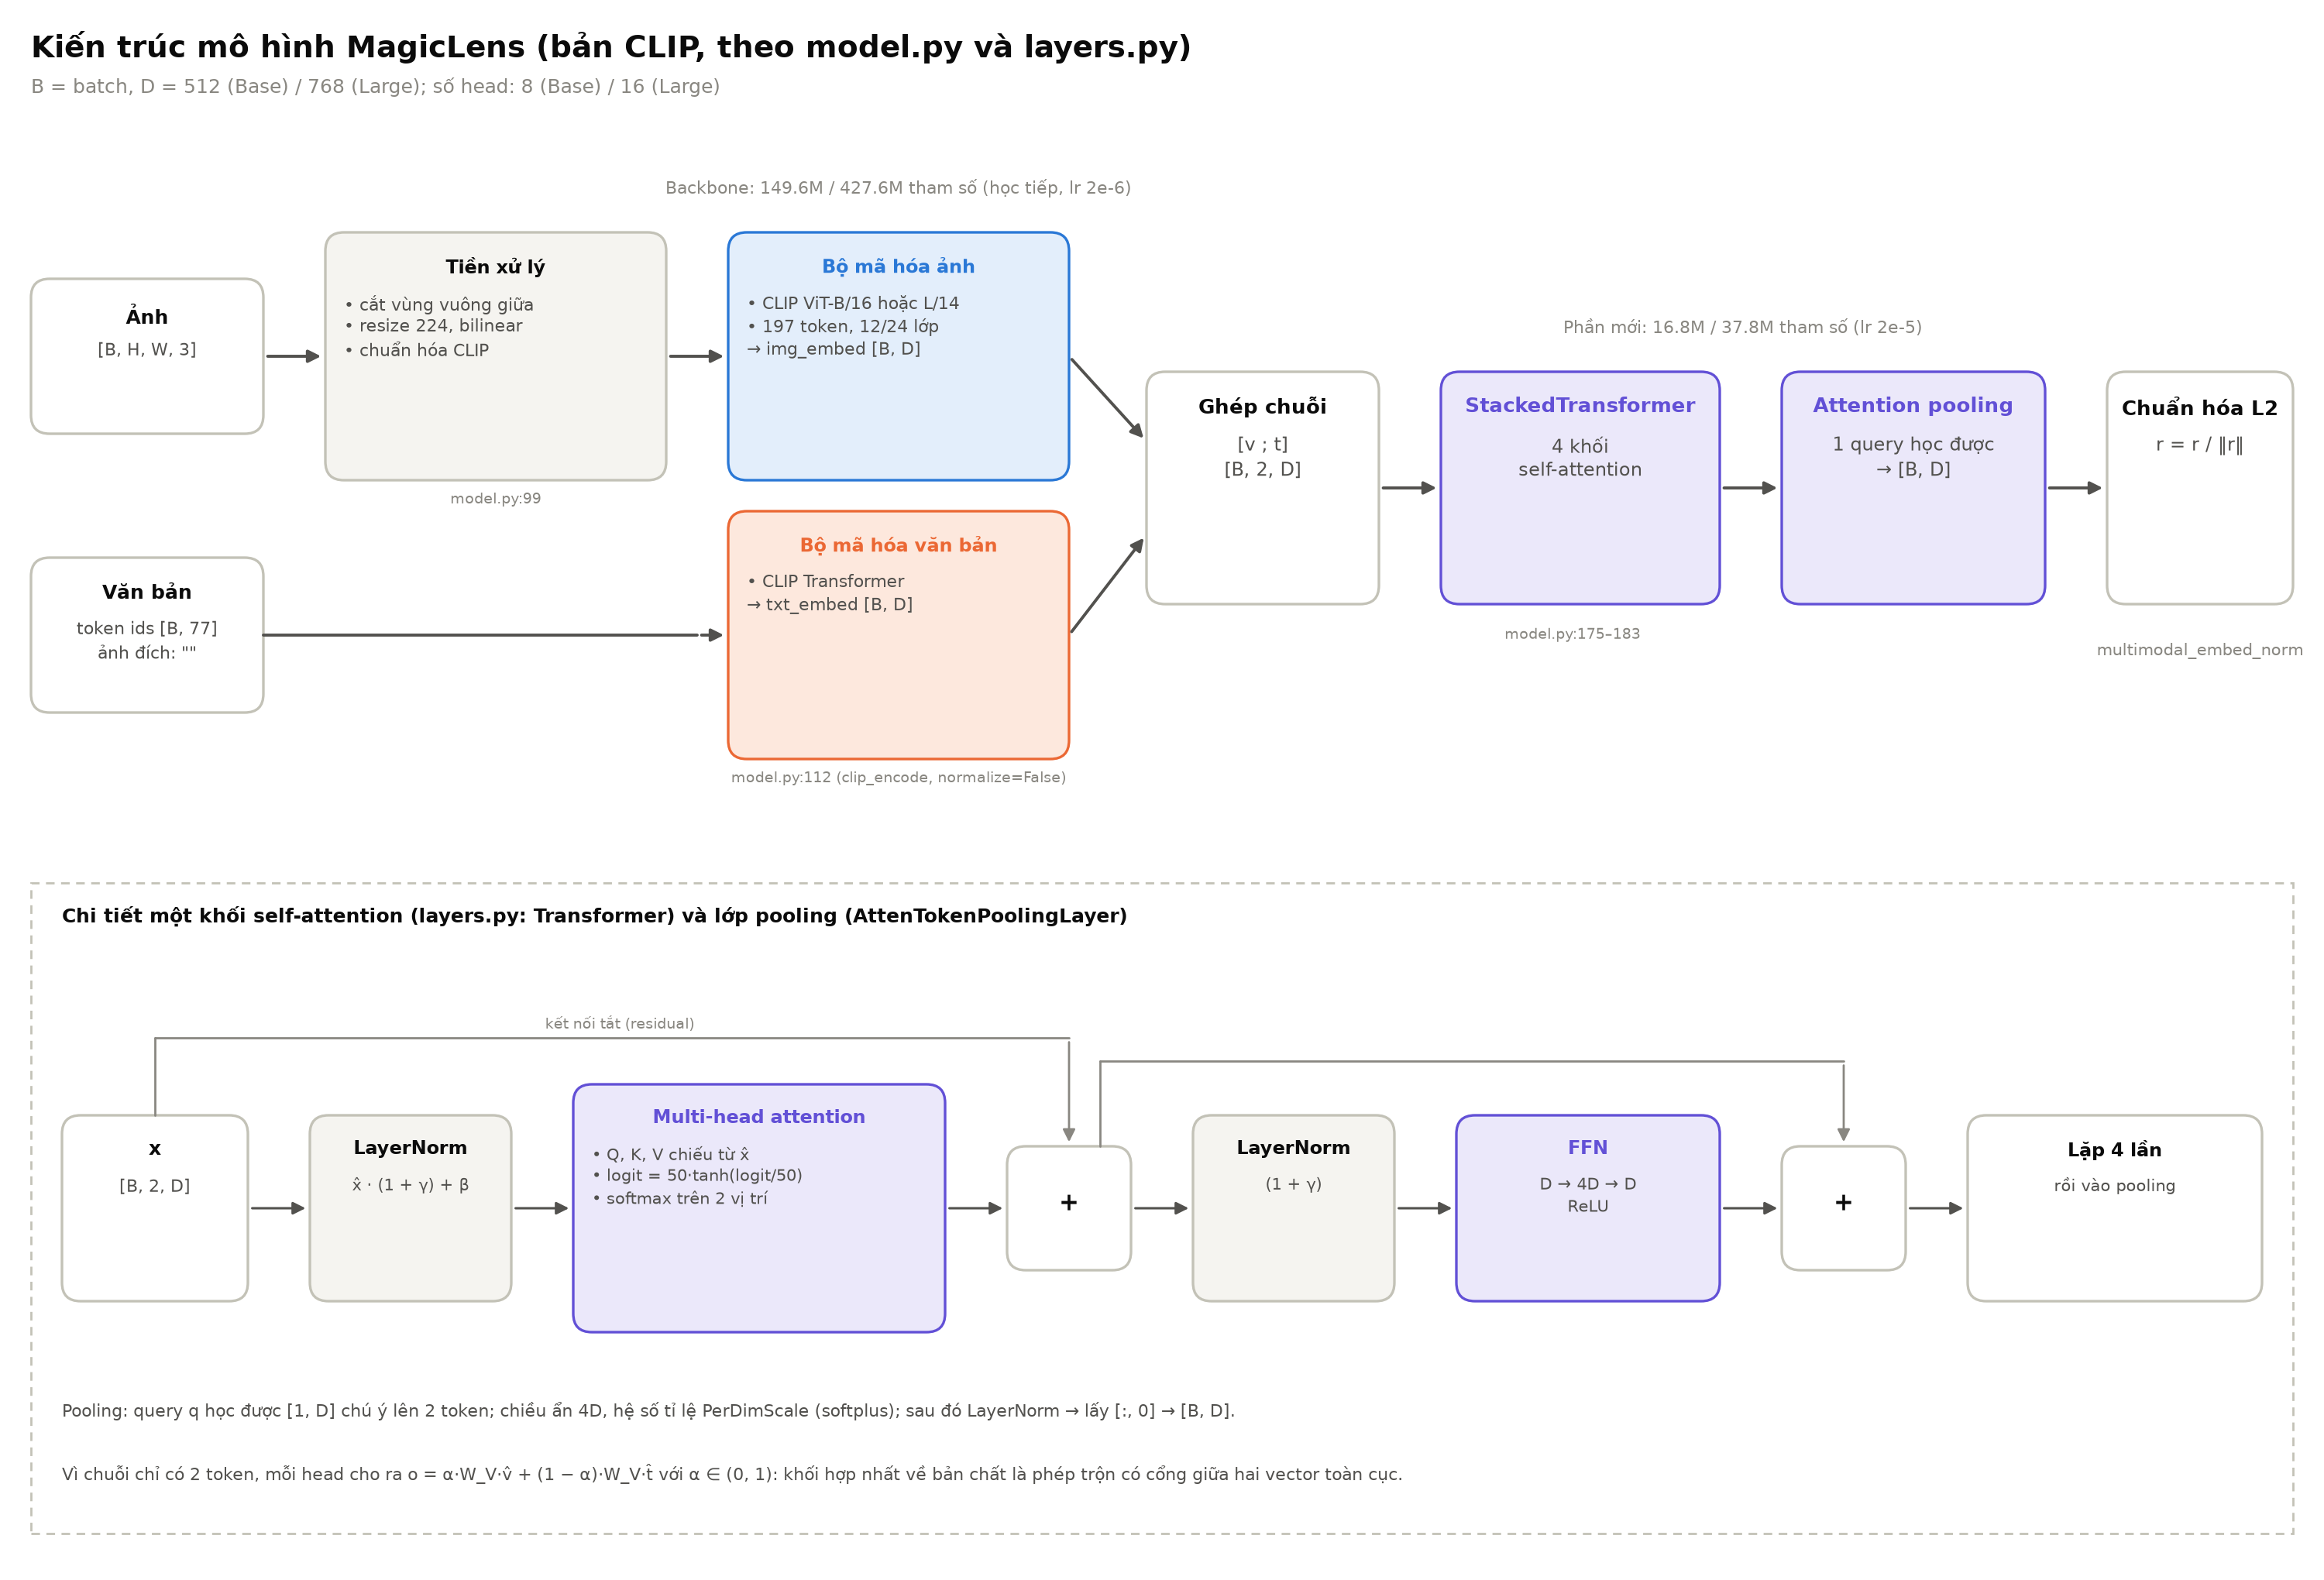 Kiến trúc mô hình MagicLens (bản CLIP, theo model.py và layers.py)
B = batch, D = 512 (Base) / 768 (Large); số head: 8 (Base) / 16 (Large)
Backbone: 149.6M / 427.6M tham số (học tiếp, lr 2e-6)
Ảnh
[B, H, W, 3]
Tiền xử lý
• cắt vùng vuông giữa
• resize 224, bilinear
• chuẩn hóa CLIP
model.py:99
Bộ mã hóa ảnh
• CLIP ViT-B/16 hoặc L/14
• 197 token, 12/24 lớp
→ img_embed [B, D]
Văn bản
token ids [B, 77]
ảnh đích: ""
Bộ mã hóa văn bản
• CLIP Transformer
→ txt_embed [B, D]
model.py:112 (clip_encode, normalize=False)
Ghép chuỗi
[v ; t]
[B, 2, D]
Phần mới: 16.8M / 37.8M tham số (lr 2e-5)
StackedTransformer
4 khối
self-attention
model.py:175–183
Attention pooling
1 query học được
→ [B, D]
Chuẩn hóa L2
r = r / ‖r‖
multimodal_embed_norm
Chi tiết một khối self-attention (layers.py: Transformer) và lớp pooling (AttenTokenPoolingLayer)
kết nối tắt (residual)
x
[B, 2, D]
LayerNorm
x̂ · (1 + γ) + β
Multi-head attention
• Q, K, V chiếu từ x̂
• logit = 50·tanh(logit/50)
• softmax trên 2 vị trí
+
LayerNorm
(1 + γ)
FFN
D → 4D → D
ReLU
+
Lặp 4 lần
rồi vào pooling
Pooling: query q học được [1, D] chú ý lên 2 token; chiều ẩn 4D, hệ số tỉ lệ PerDimScale (softplus); sau đó LayerNorm → lấy [:, 0] → [B, D].
Vì chuỗi chỉ có 2 token, mỗi head cho ra o = α·W_V·v̂ + (1 − α)·W_V·t̂ với α ∈ (0, 1): khối hợp nhất về bản chất là phép trộn có cổng giữa hai vector toàn cục.